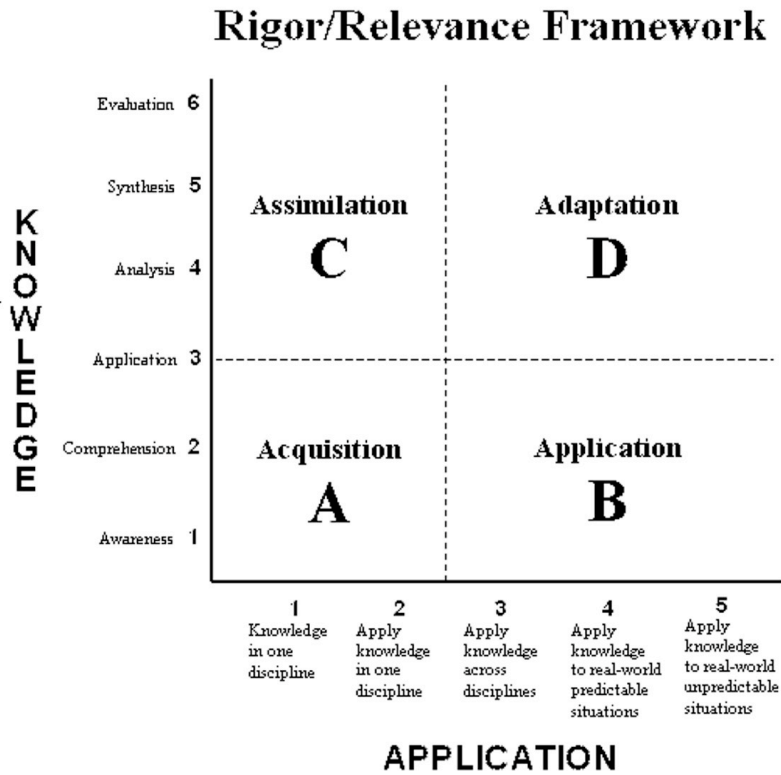 Rigor/Relevance Framework
KNOWLEDGE
Evaluation 6
Synthesis 5
Analysis 4
Application 3
Comprehension 2
Awareness 1
Assimilation
C
Adaptation
D
Acquisition
A
Application
B
1
Knowledge
in one
discipline
2
Apply
knowledge
in one
discipline
3
Apply
knowledge
across
disciplines
4
Apply
knowledge
to real-world
predictable
situations
5
Apply
knowledge
to real-world
unpredictable
situations
APPLICATION